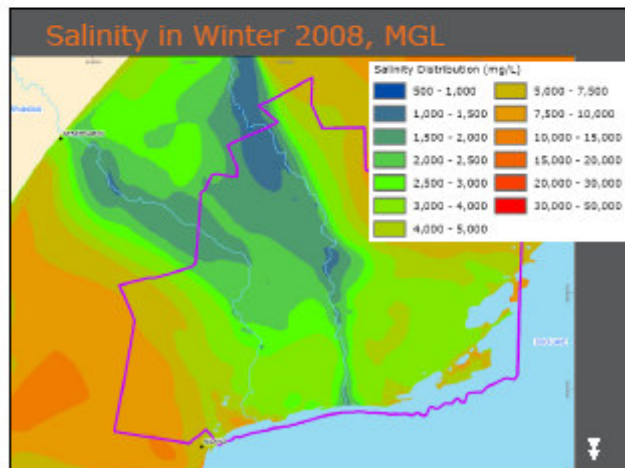 Salinity in Winter 2008, MGL
Salinity Distribution (mg/L)
500 - 1,000
1,000 - 1,500
1,500 - 2,000
2,000 - 2,500
2,500 - 3,000
3,000 - 4,000
4,000 - 5,000
5,000 - 7,500
7,500 - 10,000
10,000 - 15,000
15,000 - 20,000
20,000 - 30,000
30,000 - 50,000